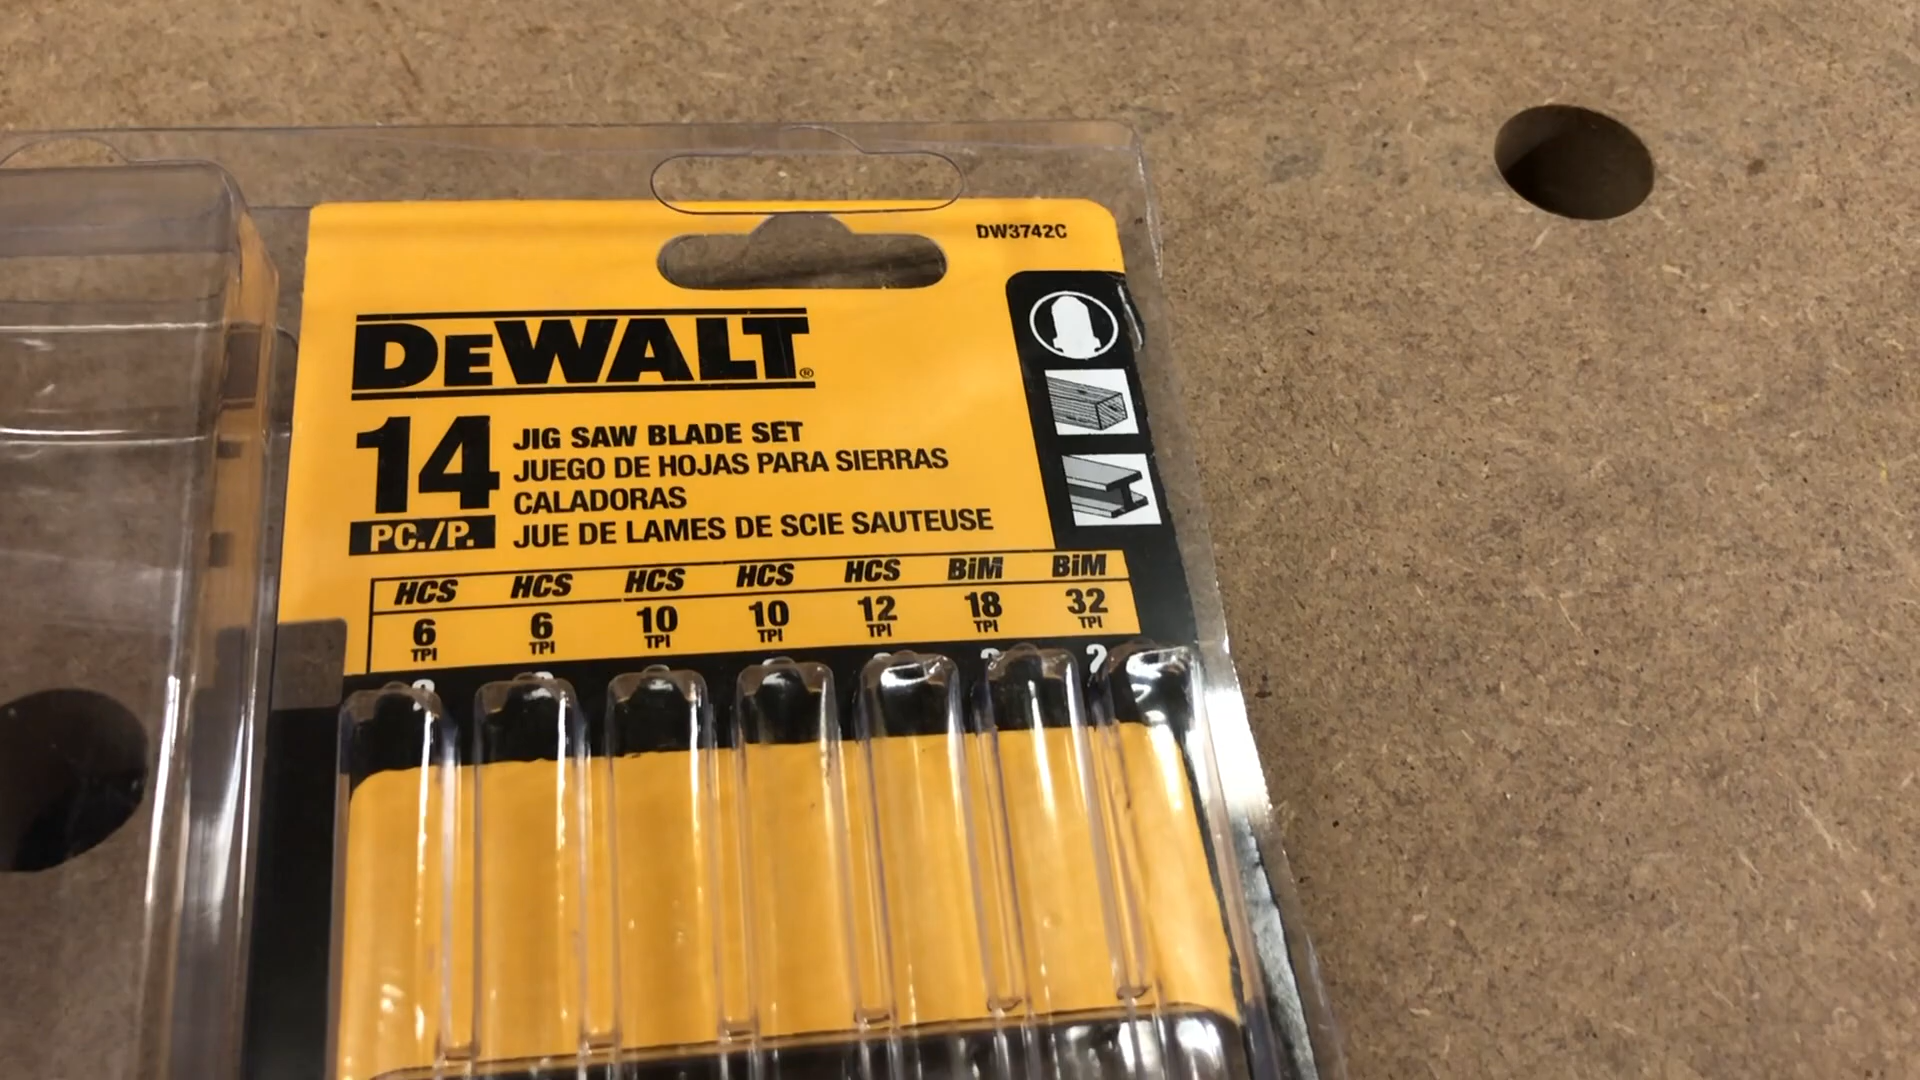 DW3742C
DEWALT®
14 PC./P.
JIG SAW BLADE SET
JUEGO DE HOJAS PARA SIERRAS
CALADORAS
JUE DE LAMES DE SCIE SAUTEUSE
HCS HCS HCS HCS HCS BiM BiM
6 6 10 10 12 18 32
TPI TPI TPI TPI TPI TPI TPI